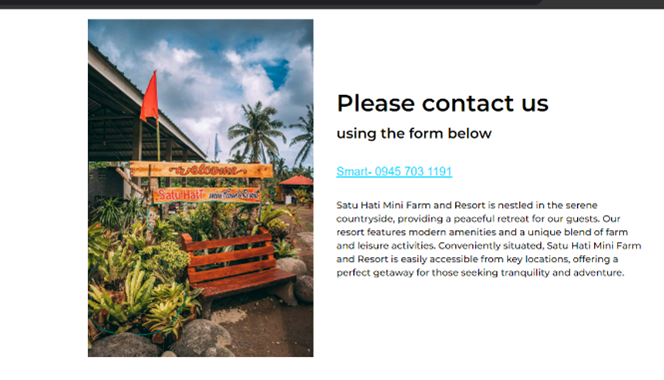 welcome
Satu Hati
Please contact us
using the form below
Smart- 0945 703 1191
Satu Hati Mini Farm and Resort is nestled in the serene
countryside, providing a peaceful retreat for our guests. Our
resort features modern amenities and a unique blend of farm
and leisure activities. Conveniently situated, Satu Hati Mini Farm
and Resort is easily accessible from key locations, offering a
perfect getaway for those seeking tranquility and adventure.